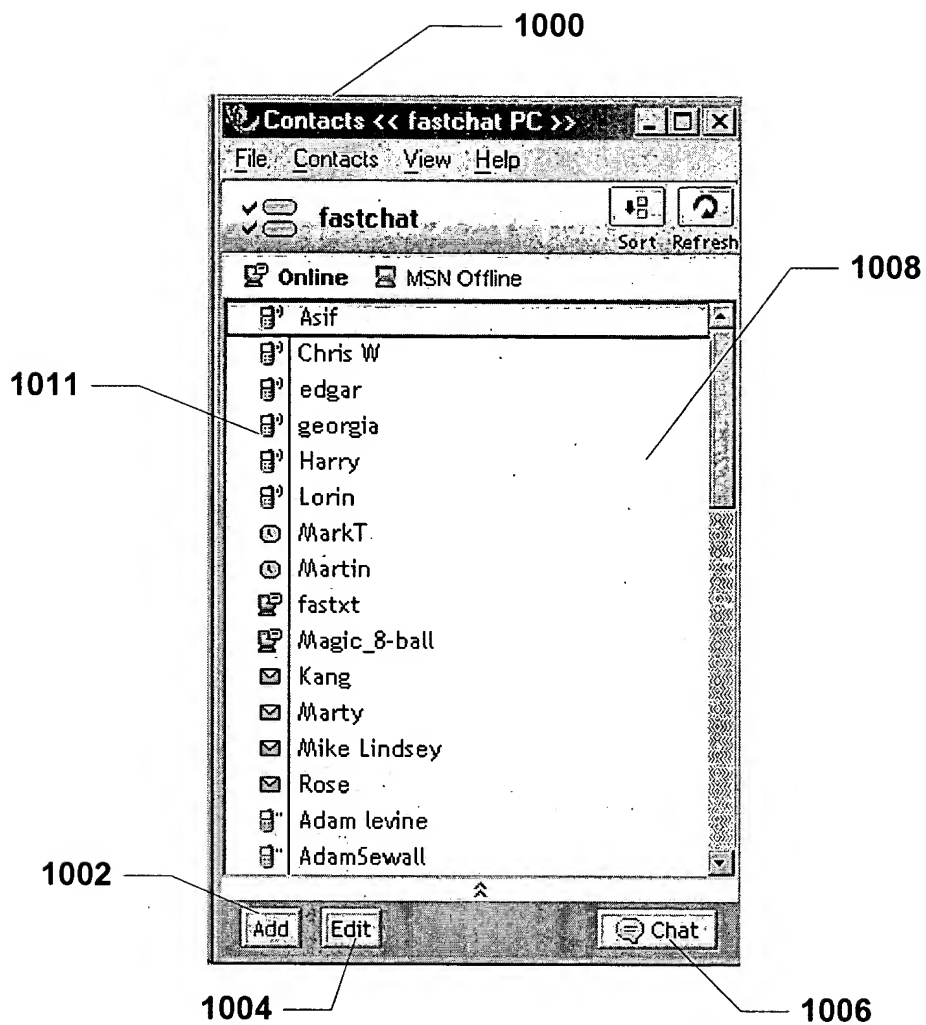 1000
Contacts << fastchat PC >>
File Contacts View Help
fastchat
Sort Refresh
Online MSN Offline
1008
Asif
Chris W
edgar
1011
georgia
Harry
Lorin
MarkT
Martin
fastxt
Magic_8-ball
Kang
Marty
Mike Lindsey
Rose
Adam levine
AdamSewall
1002
Add Edit Chat
1004 1006